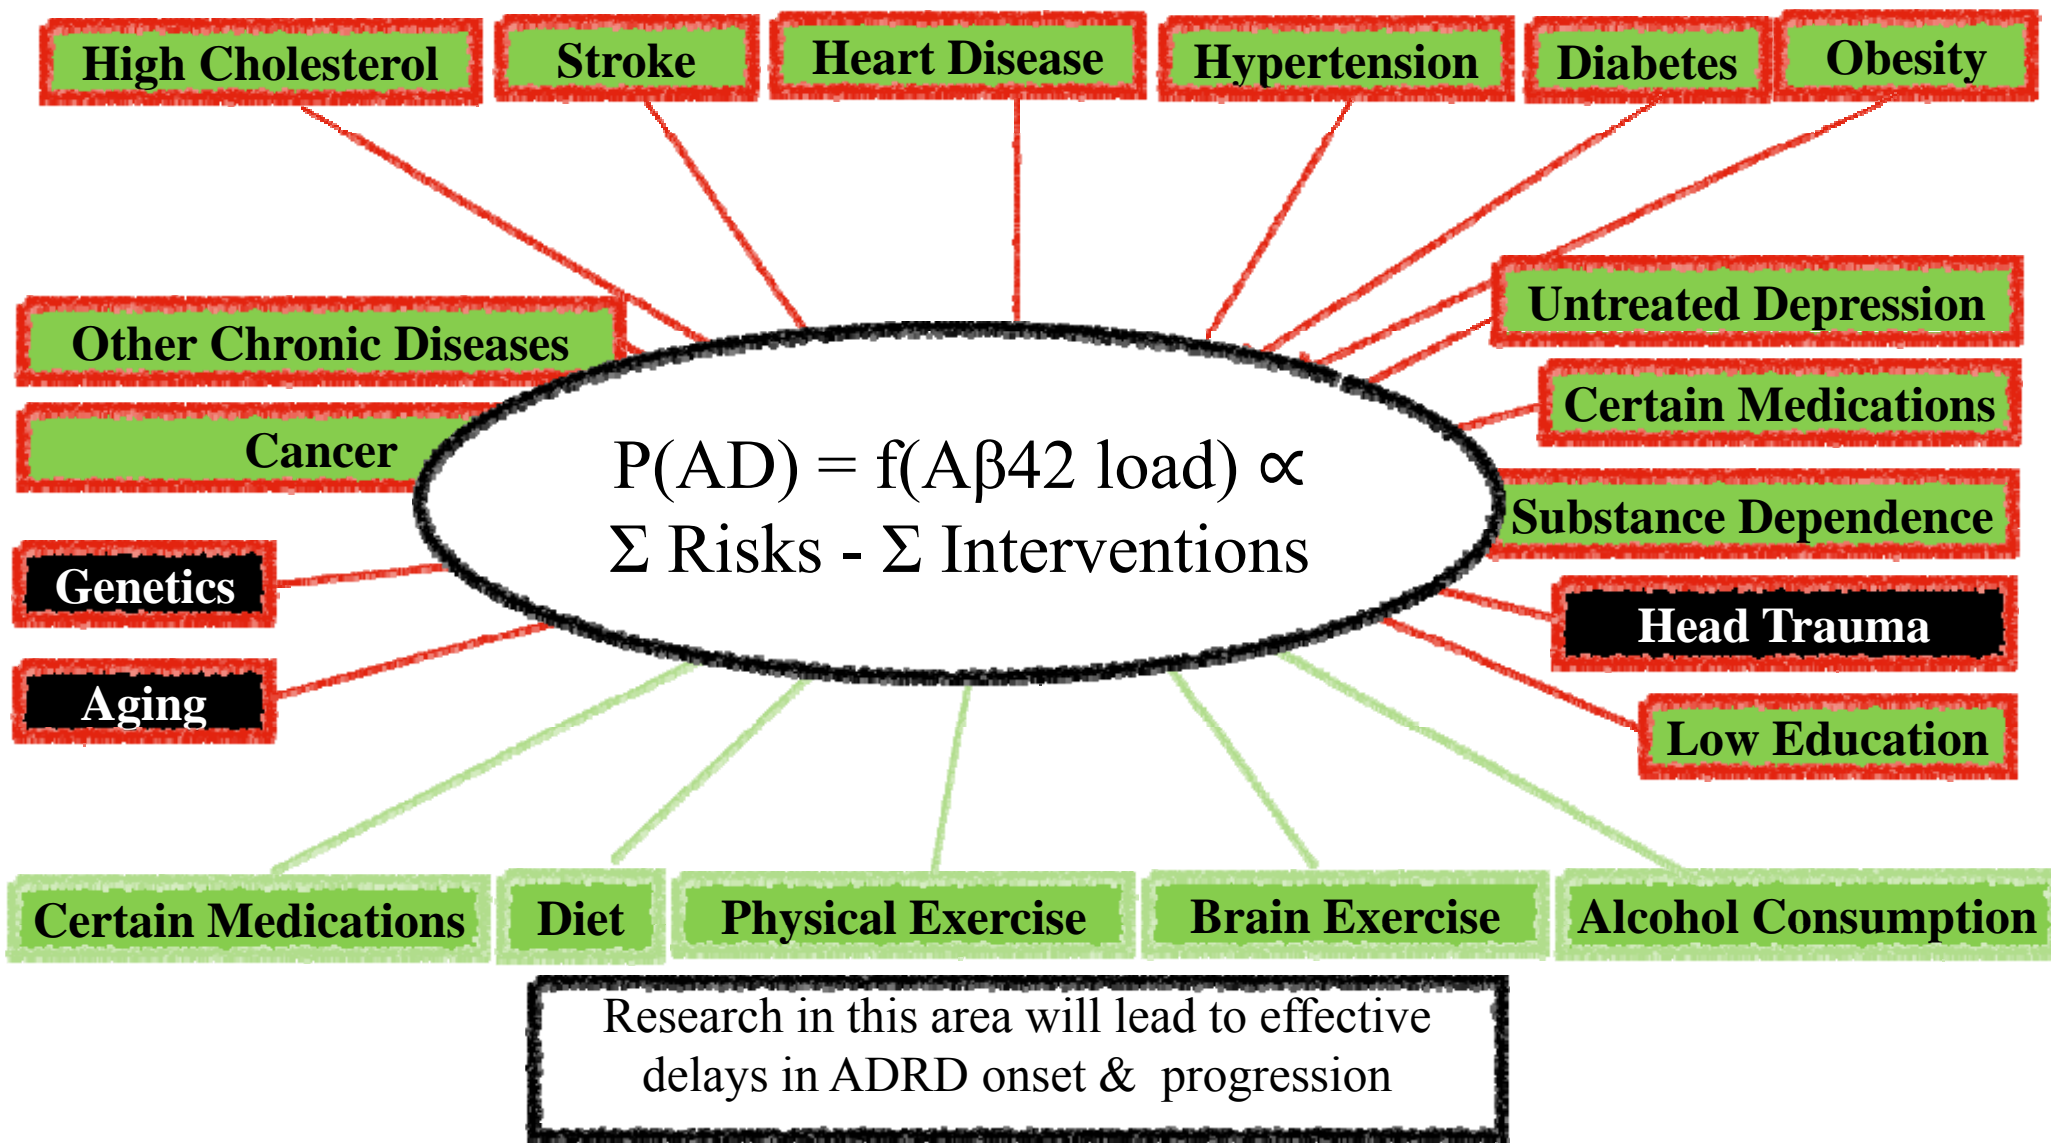 High Cholesterol
Stroke
Heart Disease
Hypertension
Diabetes
Obesity
Other Chronic Diseases
Untreated Depression
Cancer
Certain Medications
P(AD) = f(Aβ42 load) ∝
Σ Risks - Σ Interventions
Substance Dependence
Genetics
Head Trauma
Aging
Low Education
Certain Medications
Diet
Physical Exercise
Brain Exercise
Alcohol Consumption
Research in this area will lead to effective
delays in ADRD onset & progression